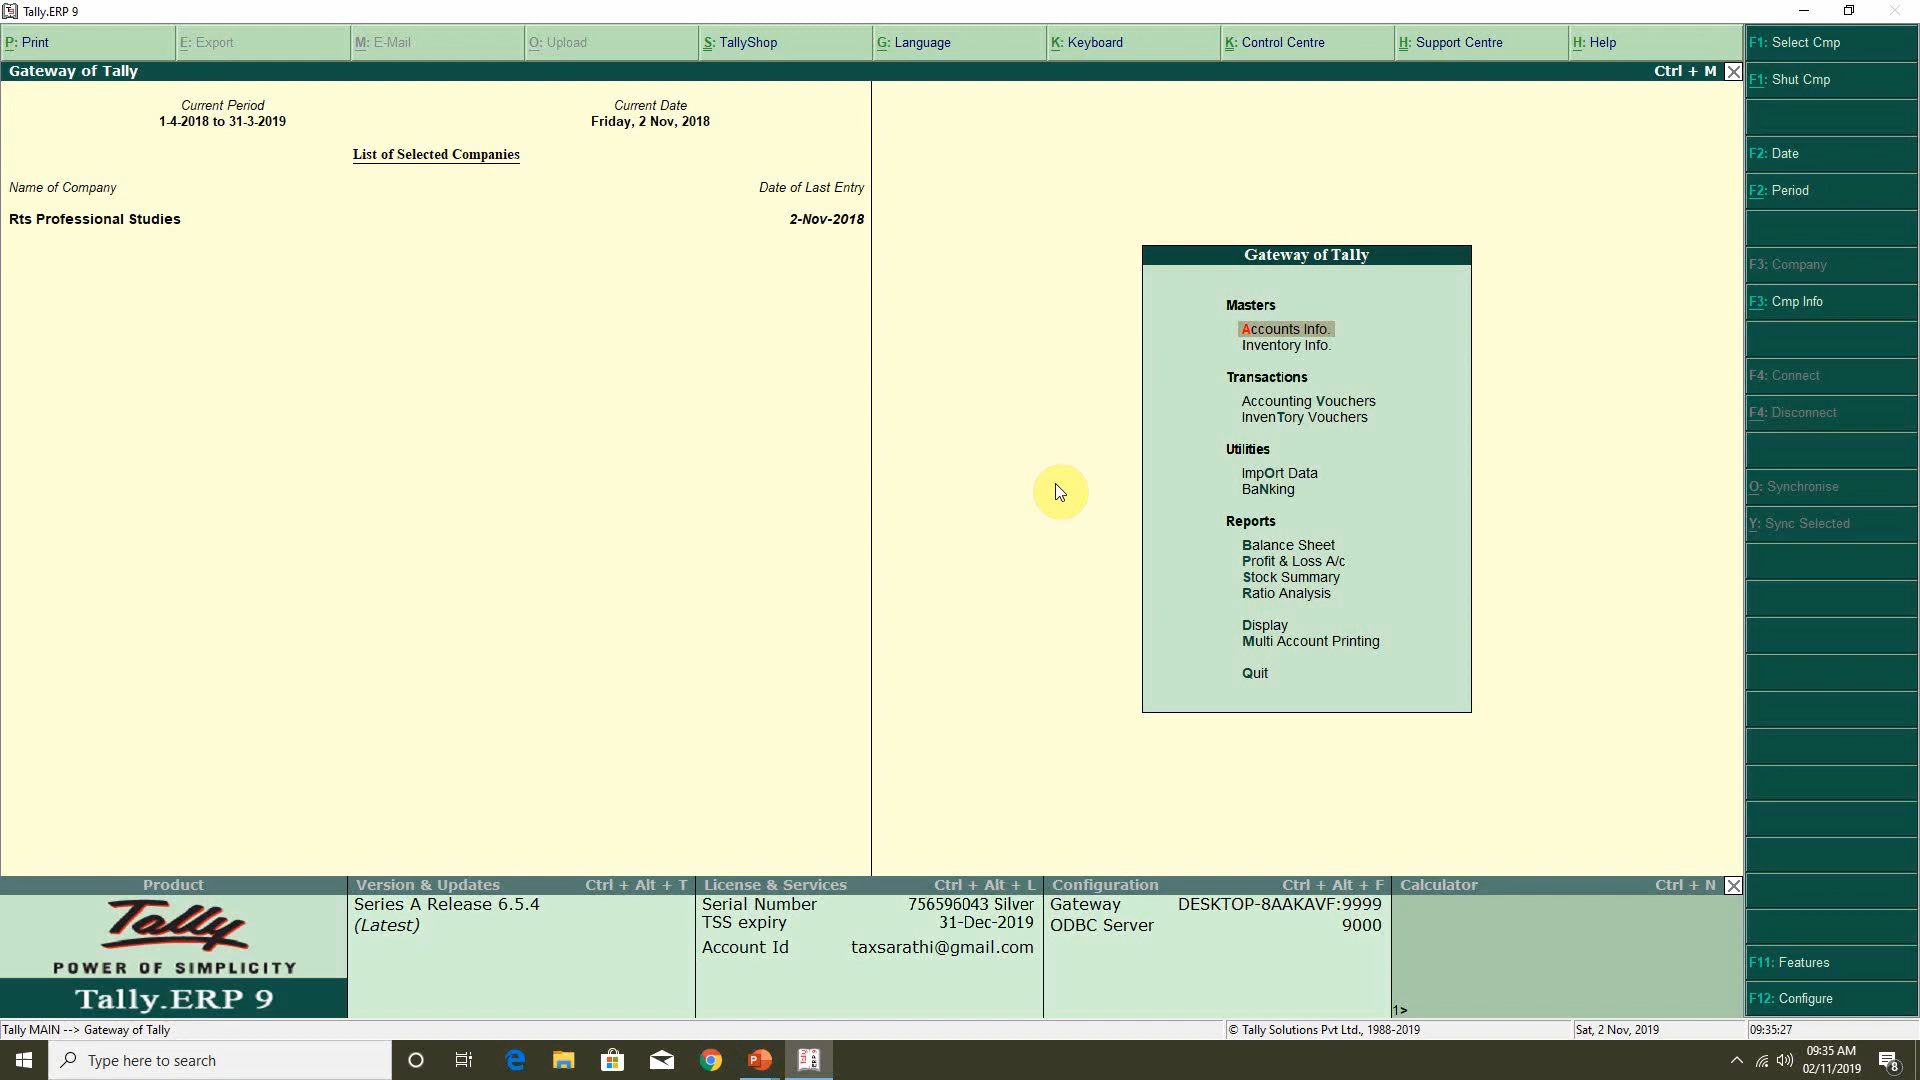 Tally.ERP 9
P: Print
E: Export
M: E-Mail
O: Upload
S: TallyShop
G: Language
K: Keyboard
K: Control Centre
H: Support Centre
H: Help
Gateway of Tally
Ctrl + M
Current Period
1-4-2018 to 31-3-2019
Current Date
Friday, 2 Nov, 2018
List of Selected Companies
Name of Company
Date of Last Entry
Rts Professional Studies
2-Nov-2018
Gateway of Tally
Masters
Accounts Info.
Inventory Info.
Transactions
Accounting Vouchers
InvenTory Vouchers
Utilities
ImpOrt Data
BaNking
Reports
Balance Sheet
Profit & Loss A/c
Stock Summary
Ratio Analysis
Display
Multi Account Printing
Quit
F1: Select Cmp
F1: Shut Cmp
F2: Date
F2: Period
F3: Company
F3: Cmp Info
F4: Connect
F4: Disconnect
O: Synchronise
Y: Sync Selected
F11: Features
F12: Configure
Product
Tally
POWER OF SIMPLICITY
Tally.ERP 9
Version & Updates
Ctrl + Alt + T
Series A Release 6.5.4
(Latest)
License & Services
Ctrl + Alt + L
Serial Number 756596043 Silver
TSS expiry 31-Dec-2019
Account Id taxsarathi@gmail.com
Configuration
Ctrl + Alt + F
Gateway DESKTOP-8AAKAVF:9999
ODBC Server 9000
Calculator
Ctrl + N
1>
Tally MAIN --> Gateway of Tally
© Tally Solutions Pvt Ltd., 1988-2019
Sat, 2 Nov, 2019
09:35:27
Type here to search
09:35 AM
02/11/2019
8